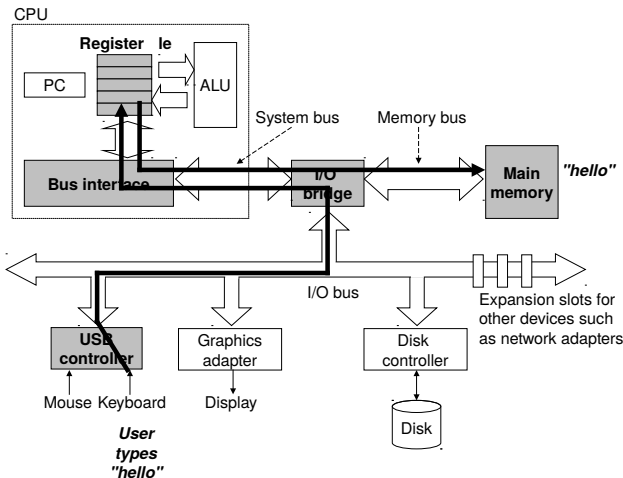 CPU
Register le
PC
ALU
System bus
Memory bus
Bus interface
I/O
bridge
Main
memory
"hello"
I/O bus
Expansion slots for
other devices such
as network adapters
USB
controller
Graphics
adapter
Disk
controller
Mouse Keyboard
Display
Disk
User
types
"hello"